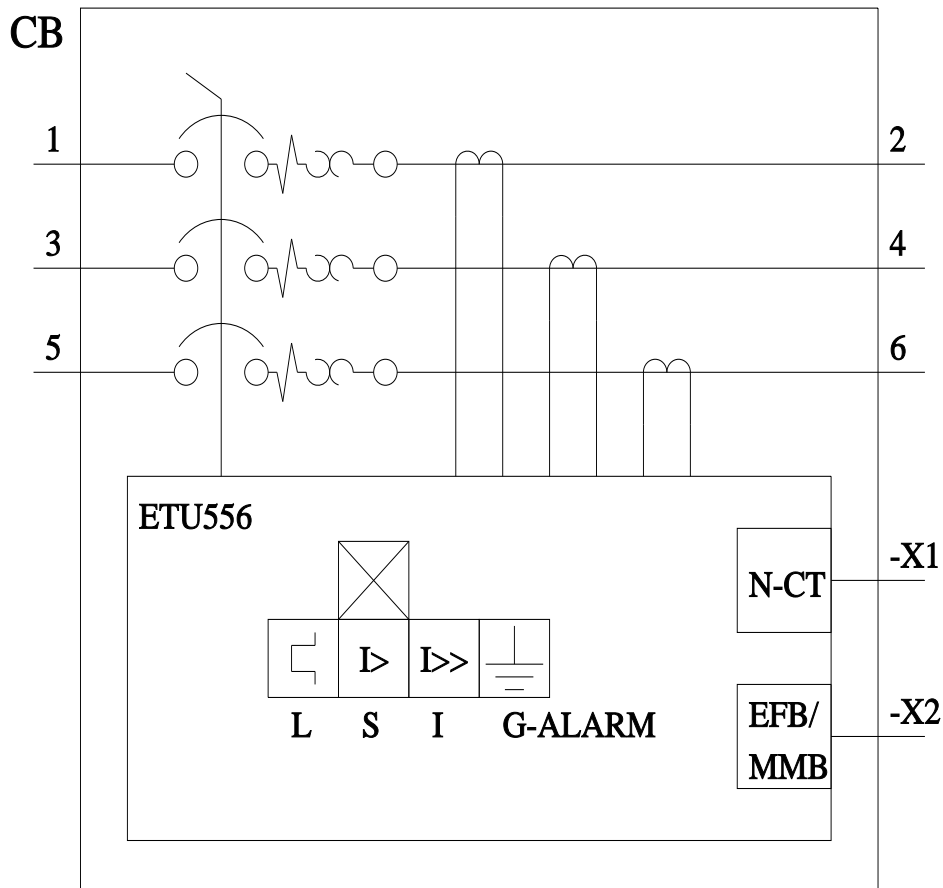 CB
1 2
3 4
5 6
ETU556
-X1
N-CT
I> I>>
L S I G-ALARM
EFB/ -X2
MMB